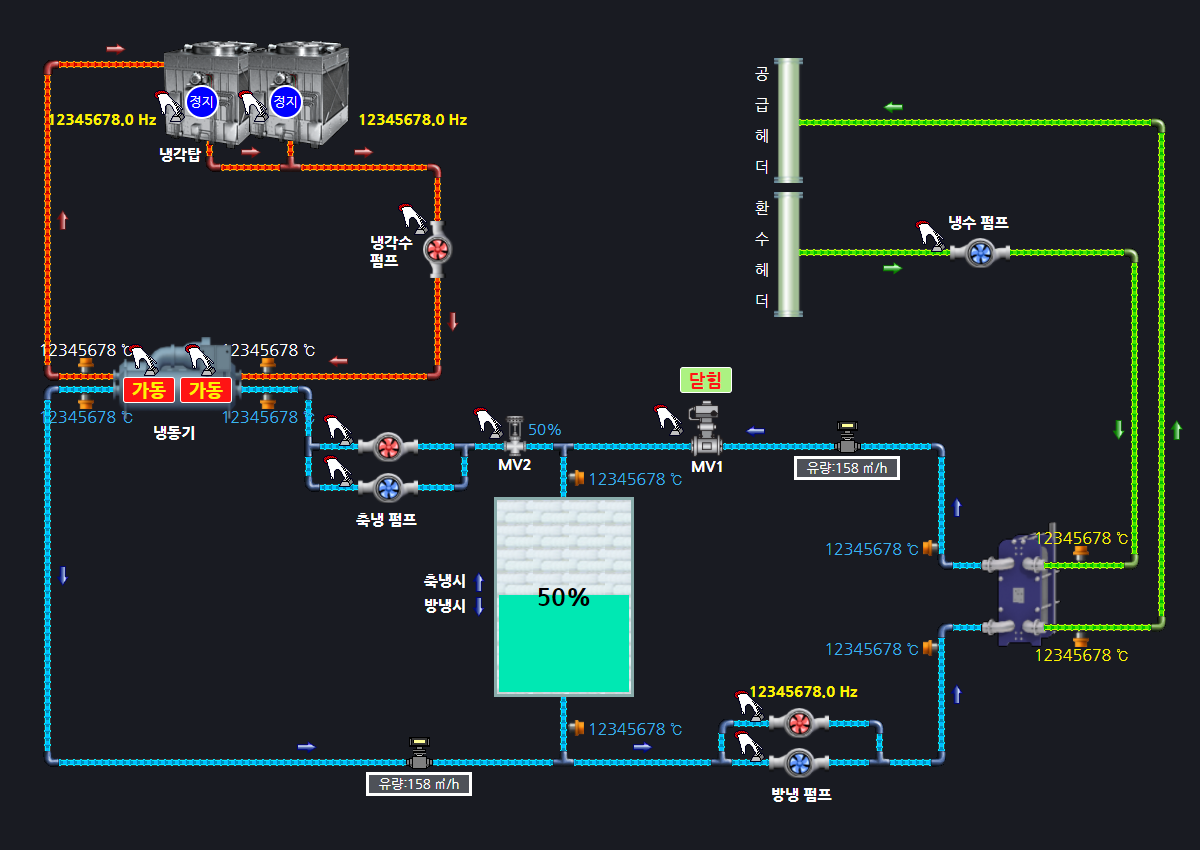 정지
정지
12345678.0 Hz
12345678.0 Hz
냉각탑
공
급
헤
더
환
수
헤
더
냉수 펌프
냉각수
펌프
12345678 ℃
12345678 ℃
가동
가동
12345678 ℃
12345678 ℃
냉동기
닫힘
50%
MV2
MV1
유량:158 ㎥/h
12345678 ℃
축냉 펌프
12345678 ℃
12345678 ℃
축냉시
방냉시
50%
12345678 ℃
12345678 ℃
12345678.0 Hz
12345678 ℃
유량:158 ㎥/h
방냉 펌프